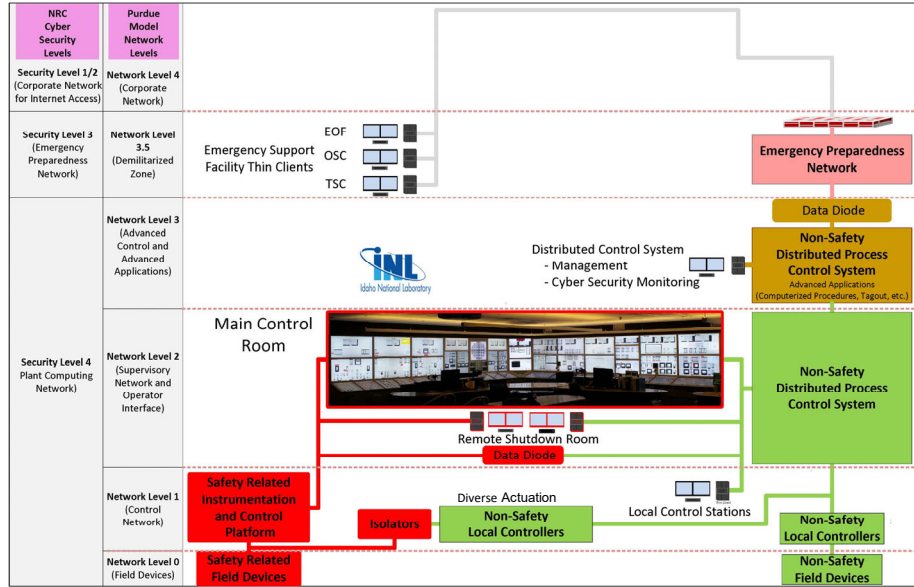 NRC
Cyber
Security
Levels
Purdue
Model
Network
Levels
Security Level 1/2
(Corporate Network
for Internet Access)
Network Level 4
(Corporate
Network)
Security Level 3
(Emergency
Preparedness
Network)
Network Level
3.5
(Demilitarized
Zone)
Emergency Support
Facility Thin Clients
EOF
OSC
TSC
Emergency Preparedness
Network
Network Level 3
(Advanced
Control and
Advanced
Applications)
INL
Idaho National Laboratory
Distributed Control System
- Management
- Cyber Security Monitoring
Data Diode
Non-Safety
Distributed Process
Control System
Advanced Applications
(Computerized Procedures, Tagout, etc.)
Security Level 4
Plant Computing
Network)
Network Level 2
(Supervisory
Network and
Operator
Interface)
Main Control
Room
Remote Shutdown Room
Data Diode
Non-Safety
Distributed Process
Control System
Network Level 1
(Control
Network)
Safety Related
Instrumentation
and Control
Platform
Isolators
Diverse Actuation
Non-Safety
Local Controllers
Local Control Stations
Non-Safety
Local Controllers
Network Level 0
(Field Devices)
Safety Related
Field Devices
Non-Safety
Field Devices